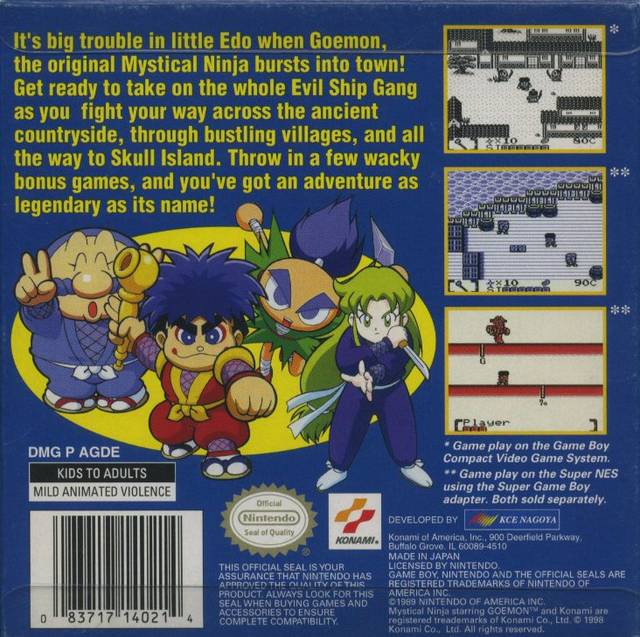 It's big trouble in little Edo when Goemon,
the original Mystical Ninja bursts into town!
Get ready to take on the whole Evil Ship Gang
as you fight your way across the ancient
countryside, through bustling villages, and all
the way to Skull Island. Throw in a few wacky
bonus games, and you've got an adventure as
legendary as its name!
*
×10 80C
**
×10 90C
**
Player
* Game play on the Game Boy
Compact Video Game System.
** Game play on the Super NES
using the Super Game Boy
adapter. Both sold separately.
DMG P AGDE
KIDS TO ADULTS
MILD ANIMATED VIOLENCE
0 83717 14021 4
Official
Nintendo
Seal of Quality
KONAMI
THIS OFFICIAL SEAL IS YOUR
ASSURANCE THAT NINTENDO HAS
APPROVED THE QUALITY OF THIS
PRODUCT. ALWAYS LOOK FOR THIS
SEAL WHEN BUYING GAMES AND
ACCESSORIES TO ENSURE
COMPLETE COMPATIBILITY.
DEVELOPED BY KCE NAGOYA
Konami of America, Inc., 900 Deerfield Parkway,
Buffalo Grove, IL 60089-4510
MADE IN JAPAN
LICENSED BY NINTENDO.
GAME BOY, NINTENDO AND THE OFFICIAL SEALS ARE
REGISTERED TRADEMARKS OF NINTENDO OF
AMERICA INC.
©1989 NINTENDO OF AMERICA INC.
Mystical Ninja starring GOEMON™ and Konami are
registered trademarks of Konami Co., Ltd. © 1998
Konami Co., Ltd. All rights reserved.